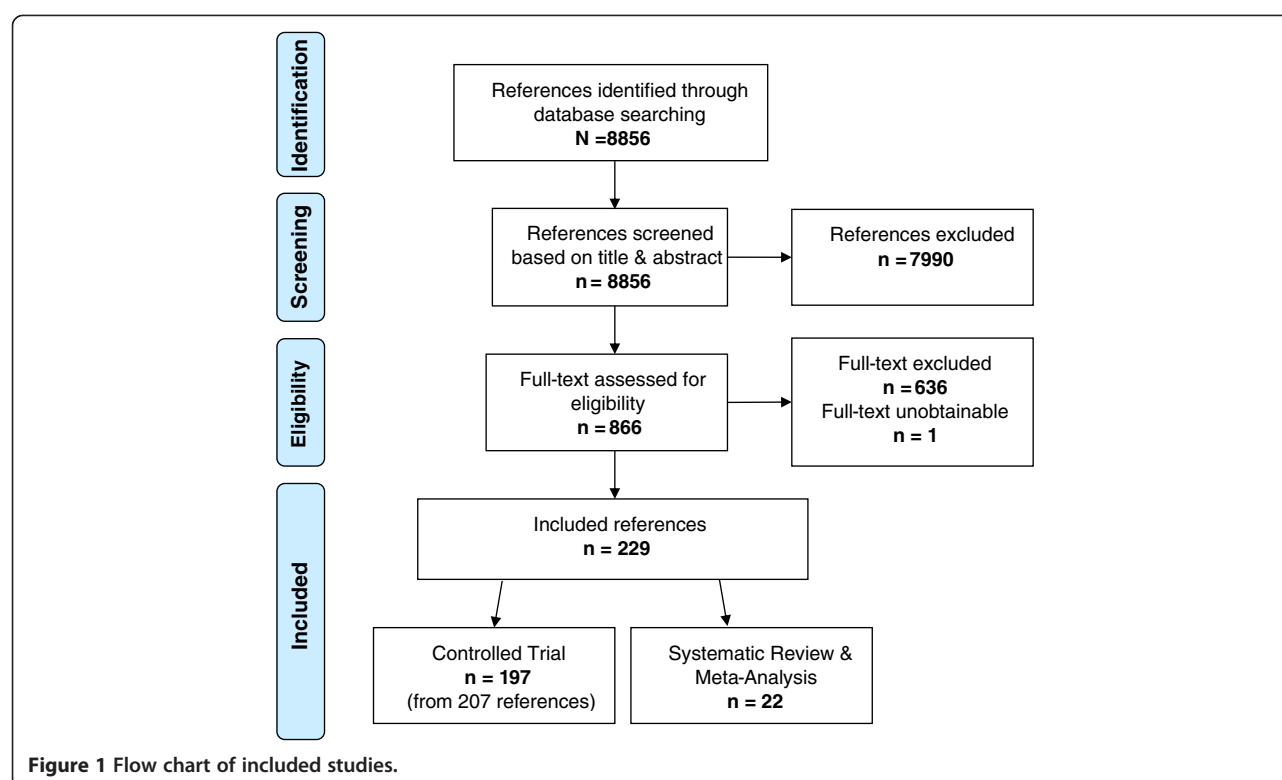 Identification
References identified through
database searching
N =8856
Screening
References screened
based on title & abstract
n = 8856
References excluded
n = 7990
Eligibility
Full-text assessed for
eligibility
n = 866
Full-text excluded
n = 636
Full-text unobtainable
n = 1
Included
Included references
n = 229
Controlled Trial
n = 197
(from 207 references)
Systematic Review &
Meta-Analysis
n = 22
Figure 1 Flow chart of included studies.